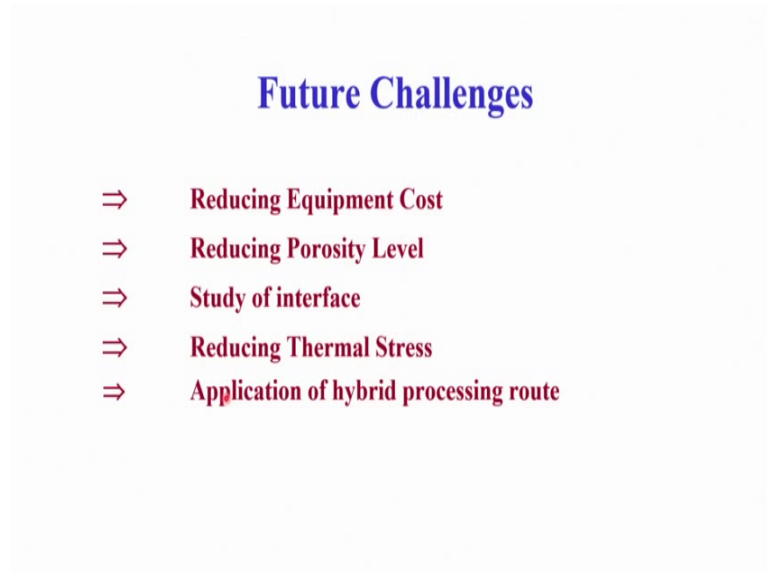 Future Challenges
⇒ Reducing Equipment Cost
⇒ Reducing Porosity Level
⇒ Study of interface
⇒ Reducing Thermal Stress
⇒ Application of hybrid processing route